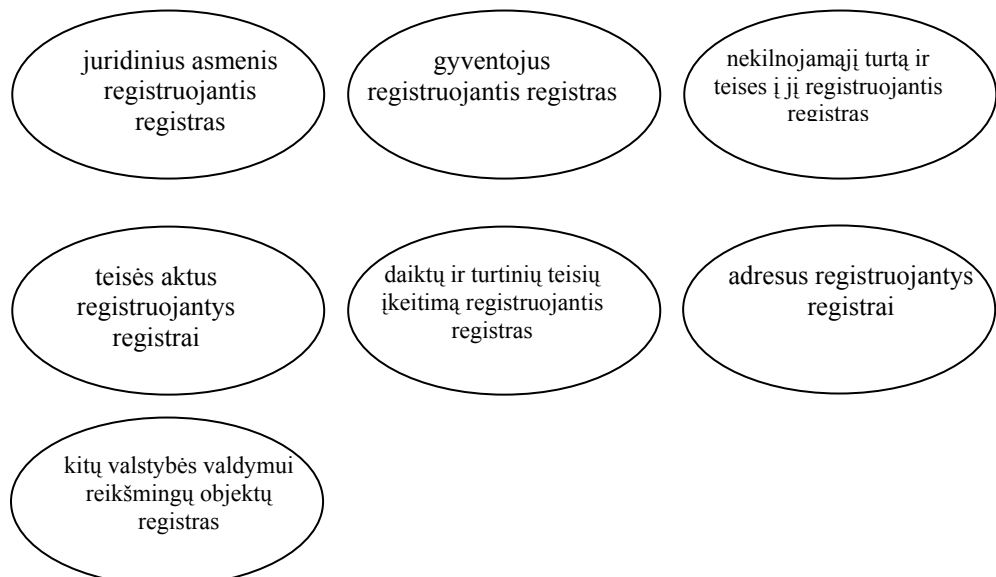 juridinius asmenis
registruojantis
registras
gyventojus
registruojantis registras
nekilnojamąjį turtą ir
teises į jį registruojantis
registras
teisės aktus
registruojantys
registrai
daiktų ir turtinių teisių
įkeitimą registruojantis
registras
adresus registruojantys
registrai
kitų valstybės valdymui
reikšmingų objektų
registras